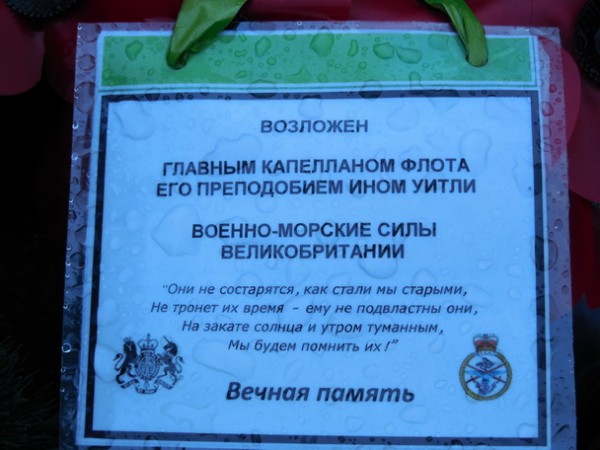 ВОЗЛОЖЕН
ГЛАВНЫМ КАПЕЛЛАНОМ ФЛОТА
ЕГО ПРЕПОДОБИЕМ ИНОМ УИТЛИ
ВОЕННО-МОРСКИЕ СИЛЫ
ВЕЛИКОБРИТАНИИ
"Они не состарятся, как стали мы старыми,
Не тронет их время – ему не подвластны они,
На закате солнца и утром туманным,
Мы будем помнить их!"
Вечная память